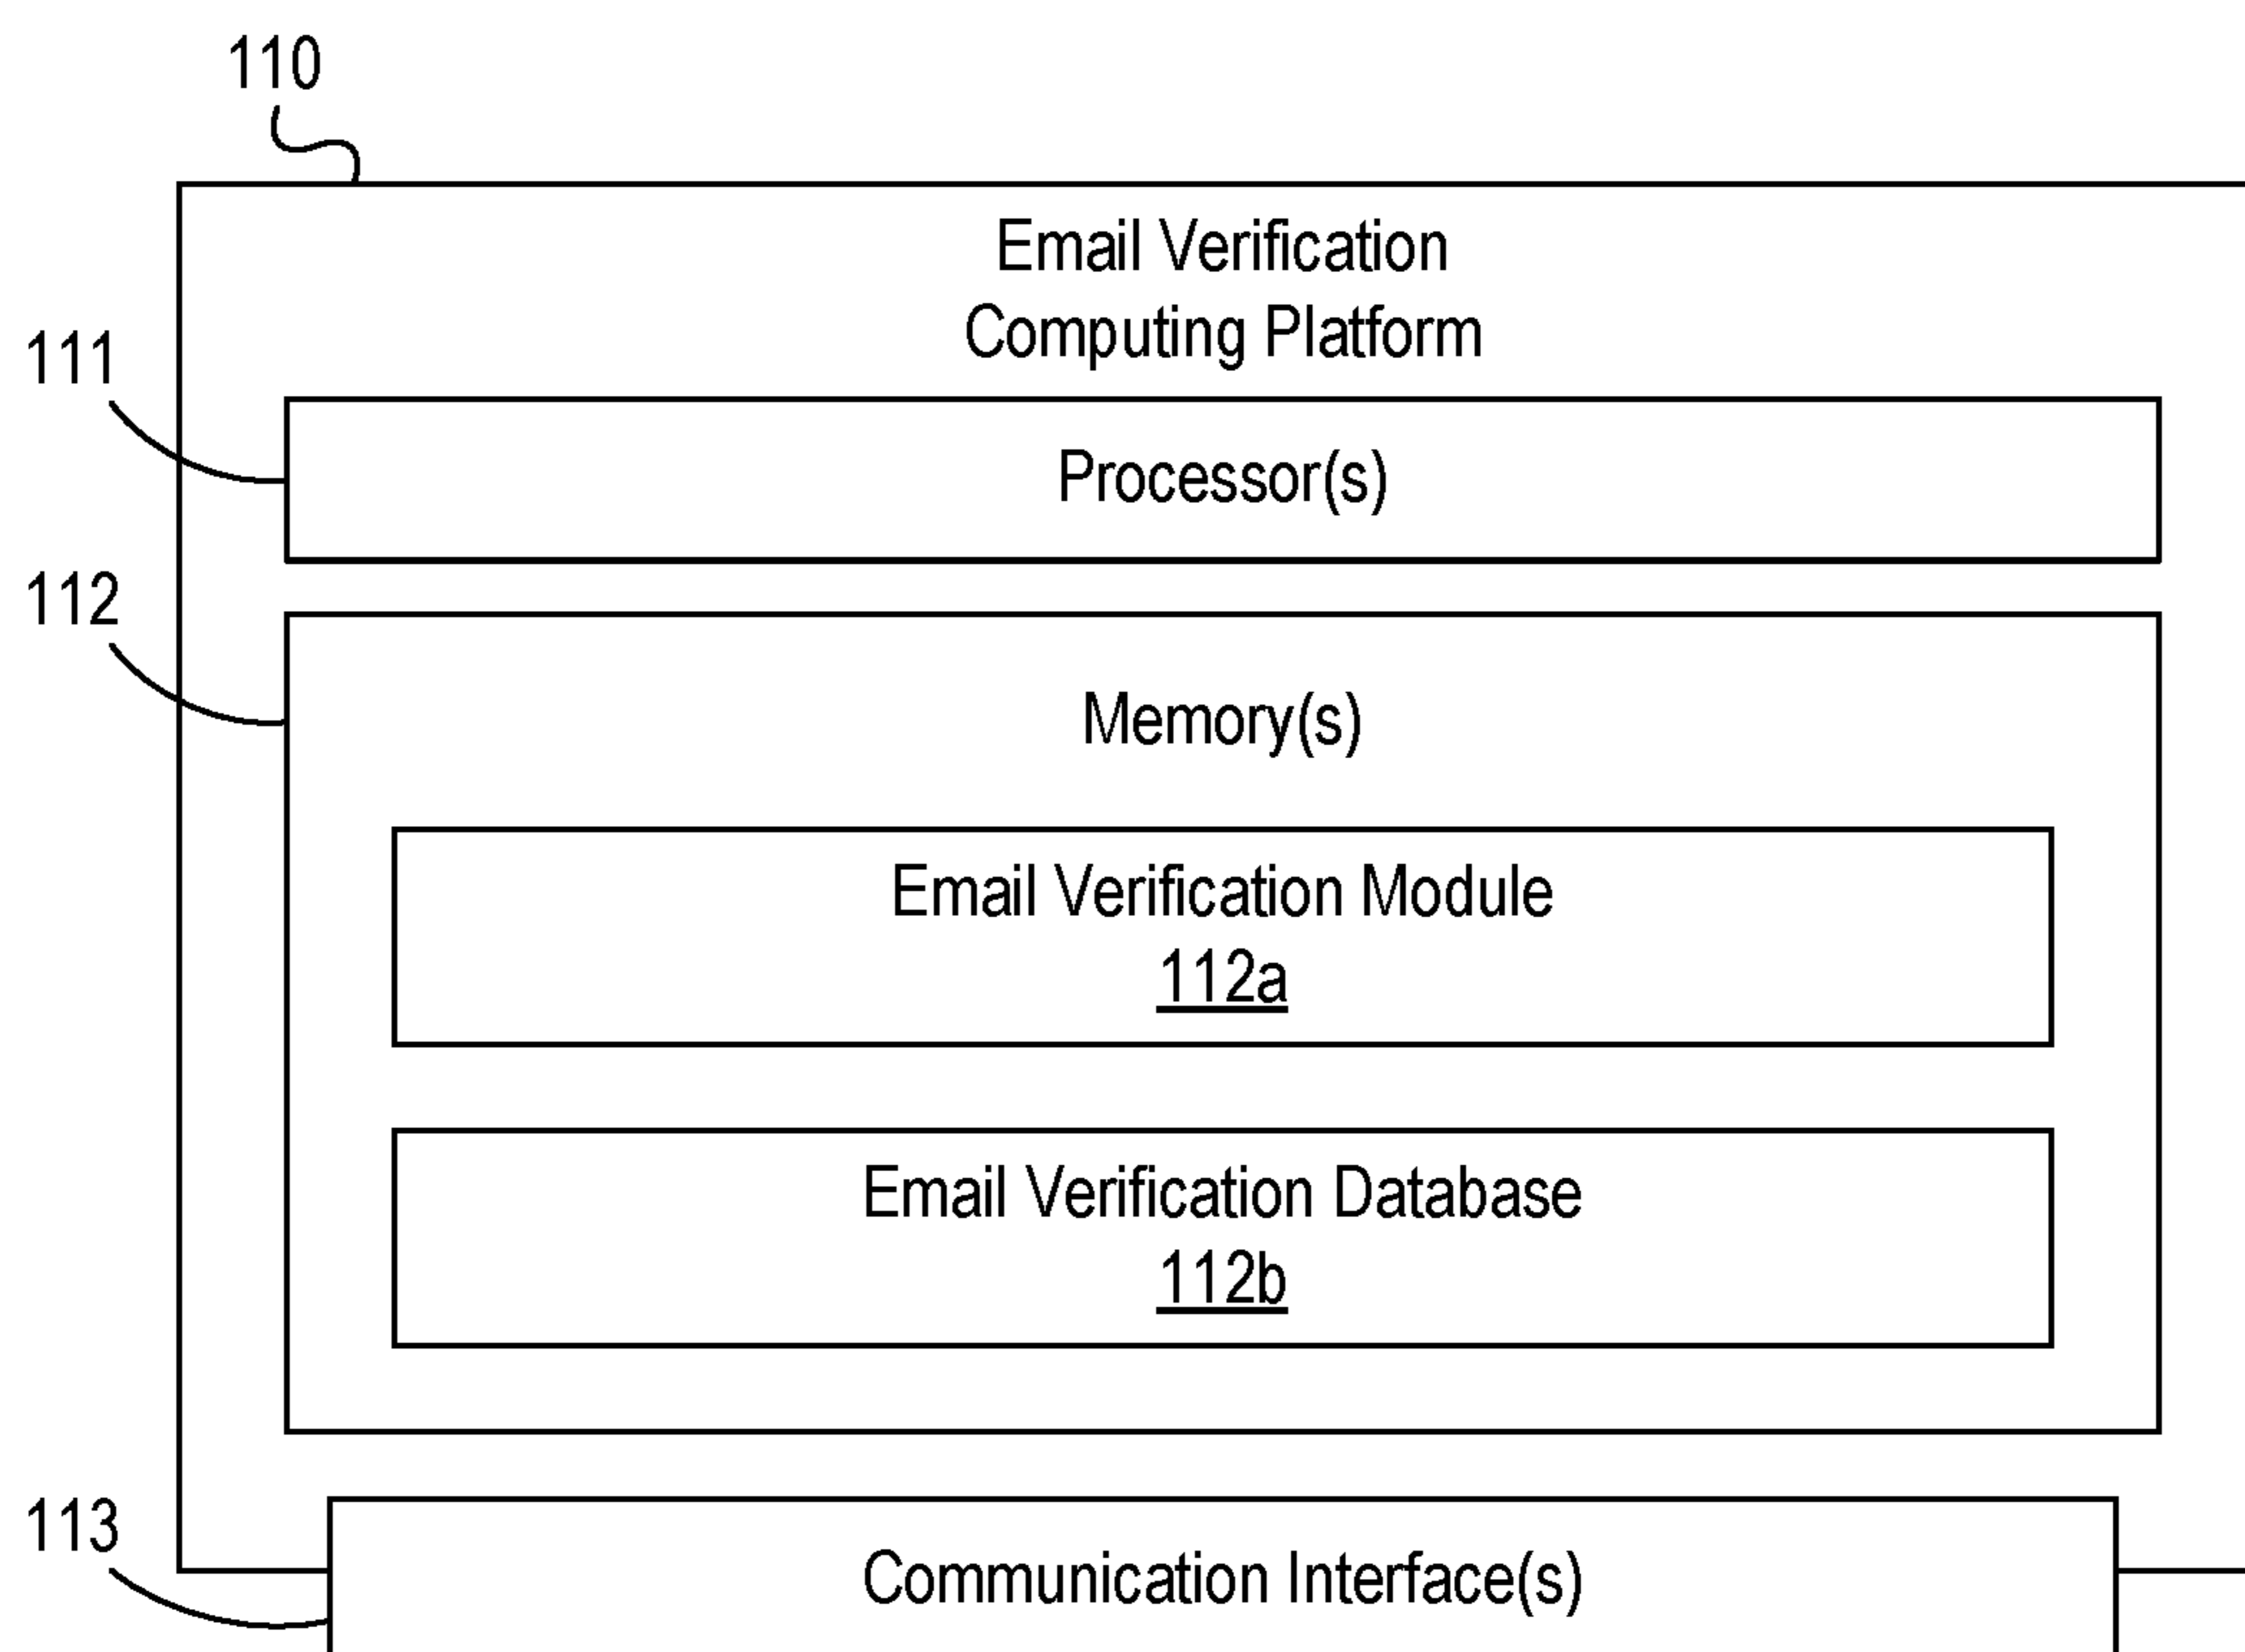 110
Email Verification
Computing Platform
111
Processor(s)
112
Memory(s)
Email Verification Module
112a
Email Verification Database
112b
113
Communication Interface(s)